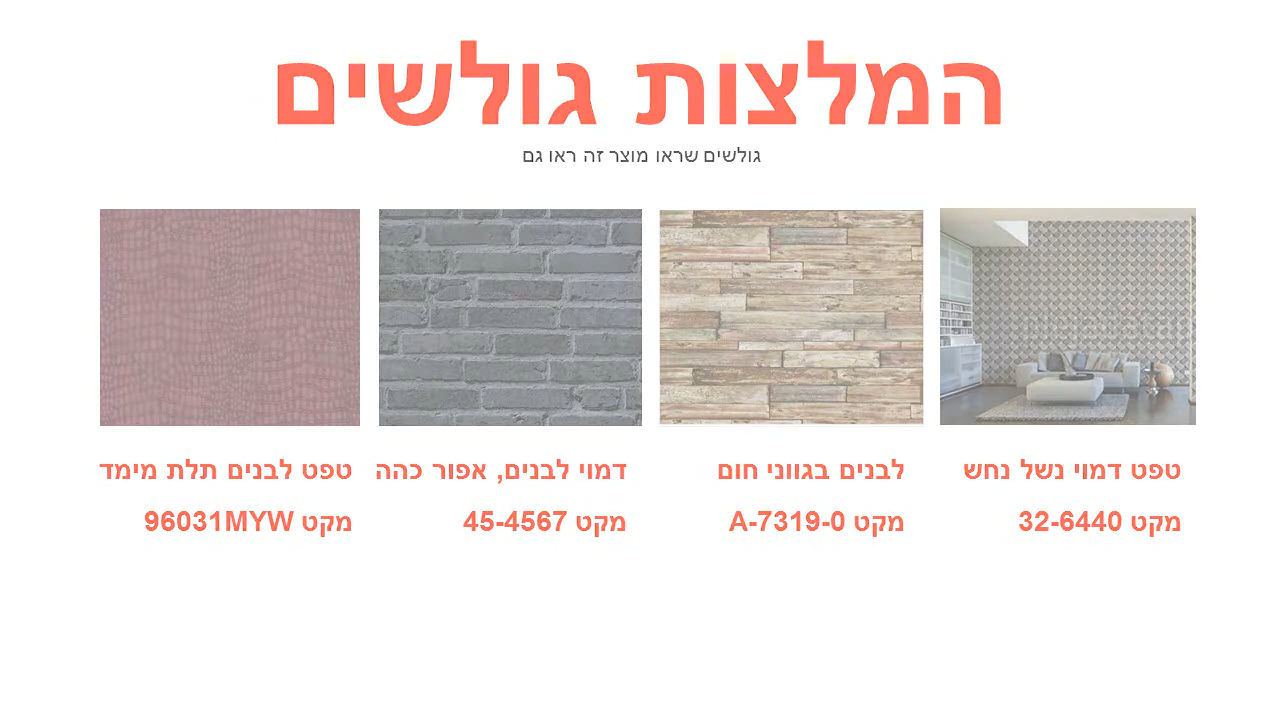 המלצות גולשים
גולשים שראו מוצר זה ראו גם
טפט דמוי נשל נחש
מקט 32-6440
לבנים בגווני חום
מקט A-7319-0
דמוי לבנים, אפור כהה
מקט 45-4567
טפט לבנים תלת מימד
מקט 96031MYW